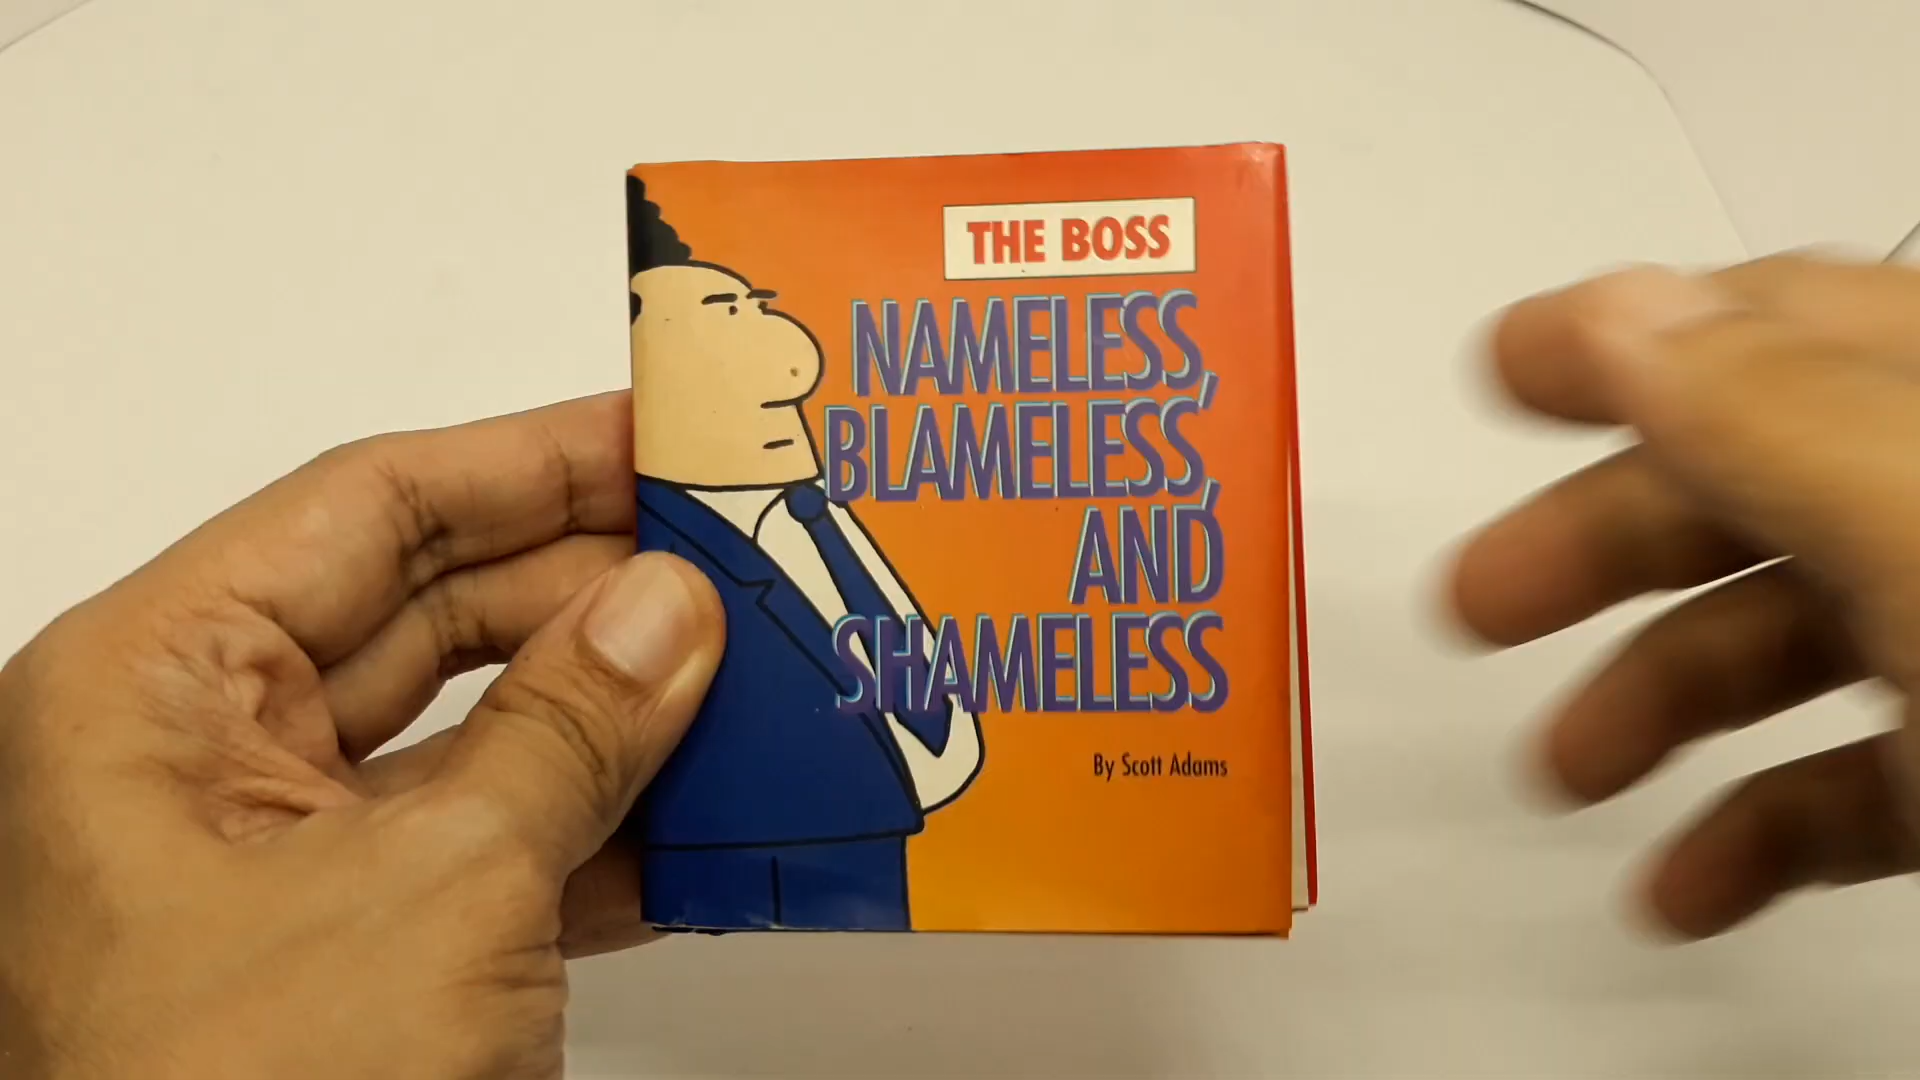 THE BOSS
NAMELESS,
BLAMELESS,
AND
SHAMELESS
By Scott Adams